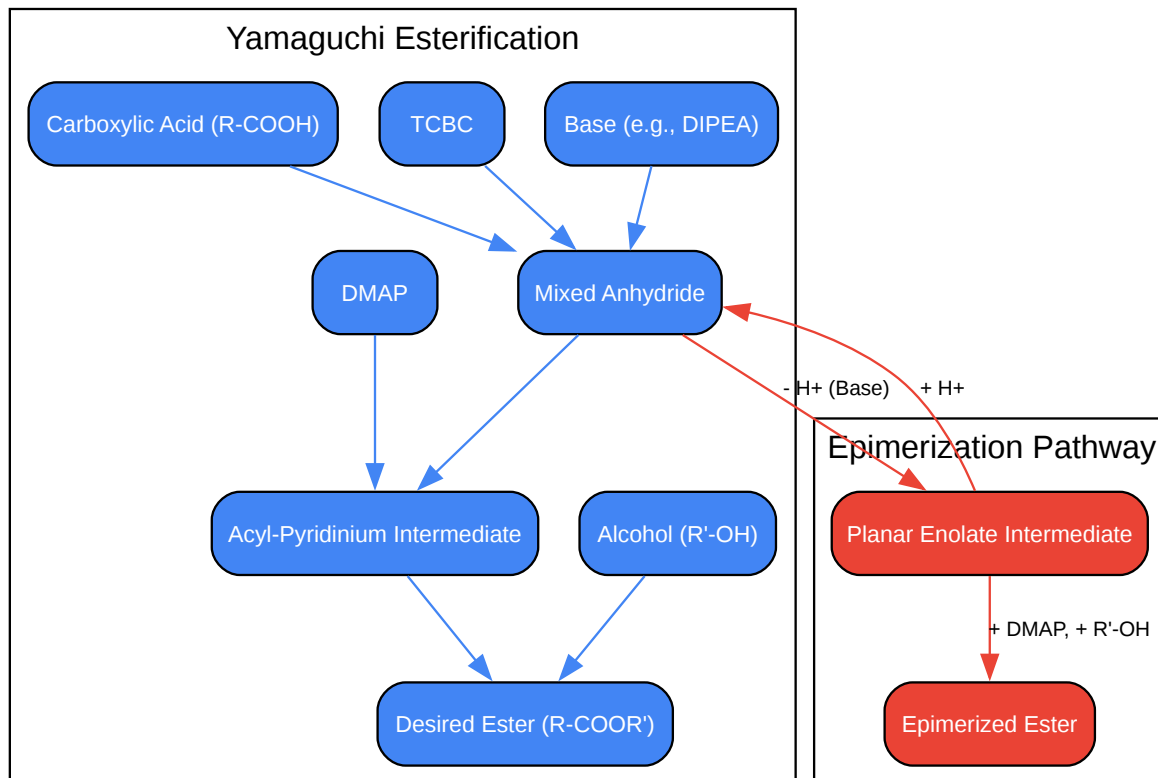 Yamaguchi Esterification
Carboxylic Acid (R-COOH)
TCBC
Base (e.g., DIPEA)
DMAP
Mixed Anhydride
- H+ (Base)
+ H+
Epimerization Pathway
Acyl-Pyridinium Intermediate
Alcohol (R'-OH)
Planar Enolate Intermediate
+ DMAP, + R'-OH
Desired Ester (R-COOR')
Epimerized Ester